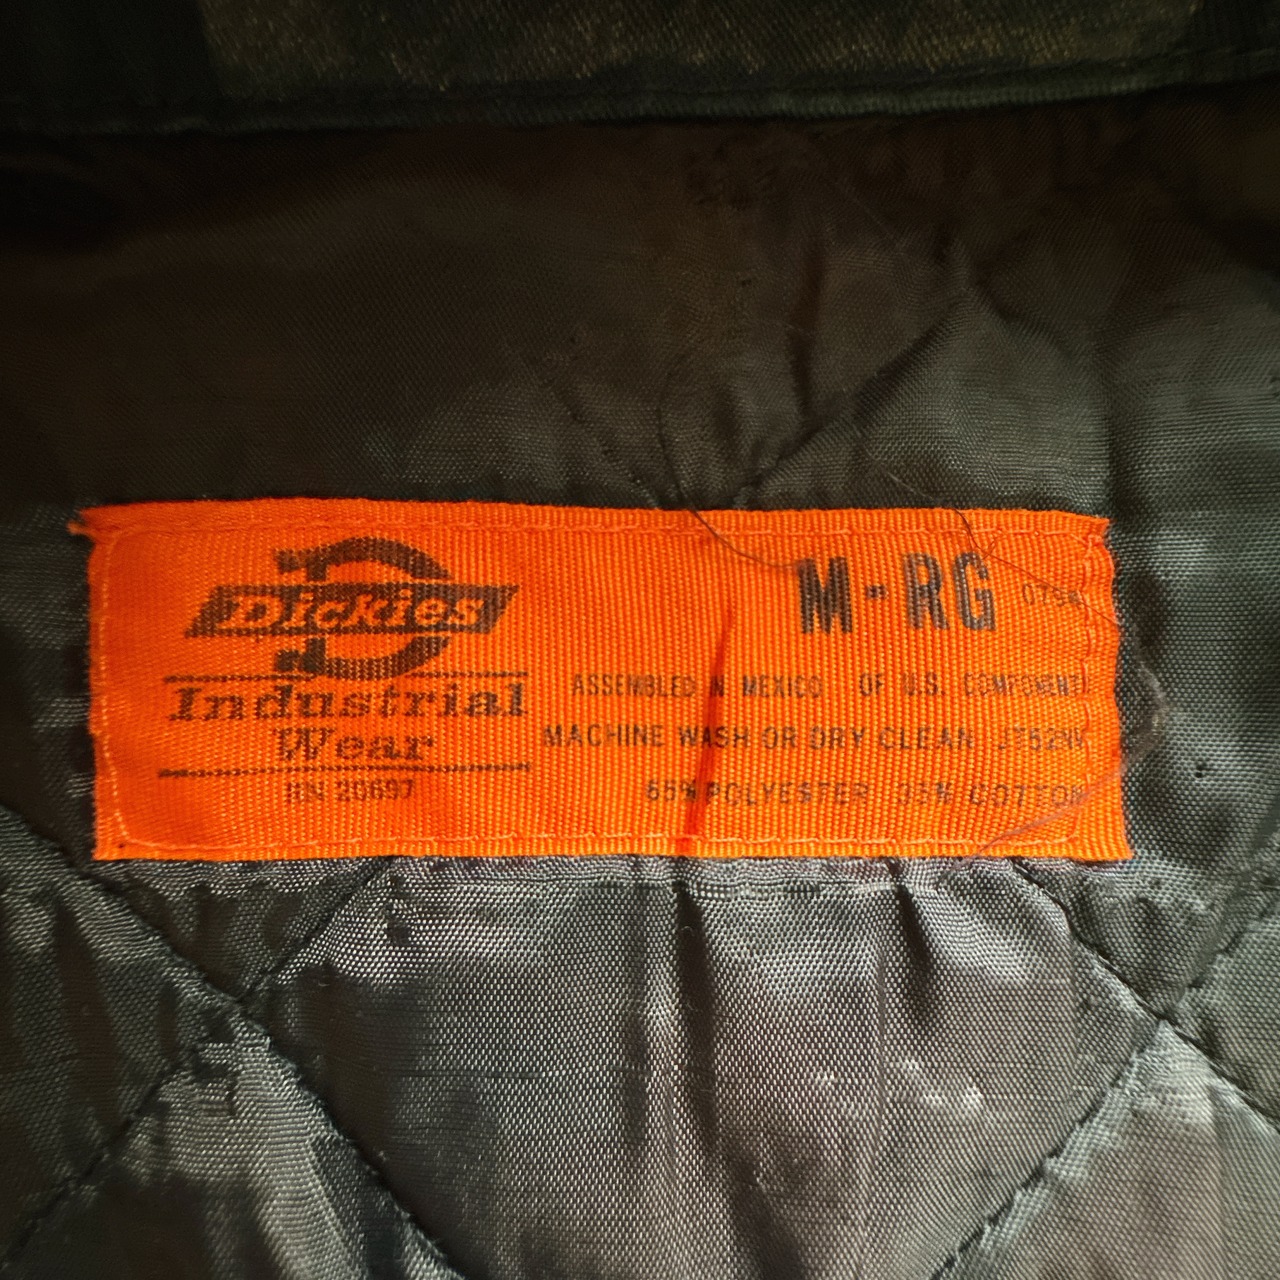 Dickies
Industrial
Wear
RN 20697
M-RG
ASSEMBLED IN MEXICO OF U.S. COMPONENTS
MACHINE WASH OR DRY CLEAN
65% POLYESTER 35% COTTON